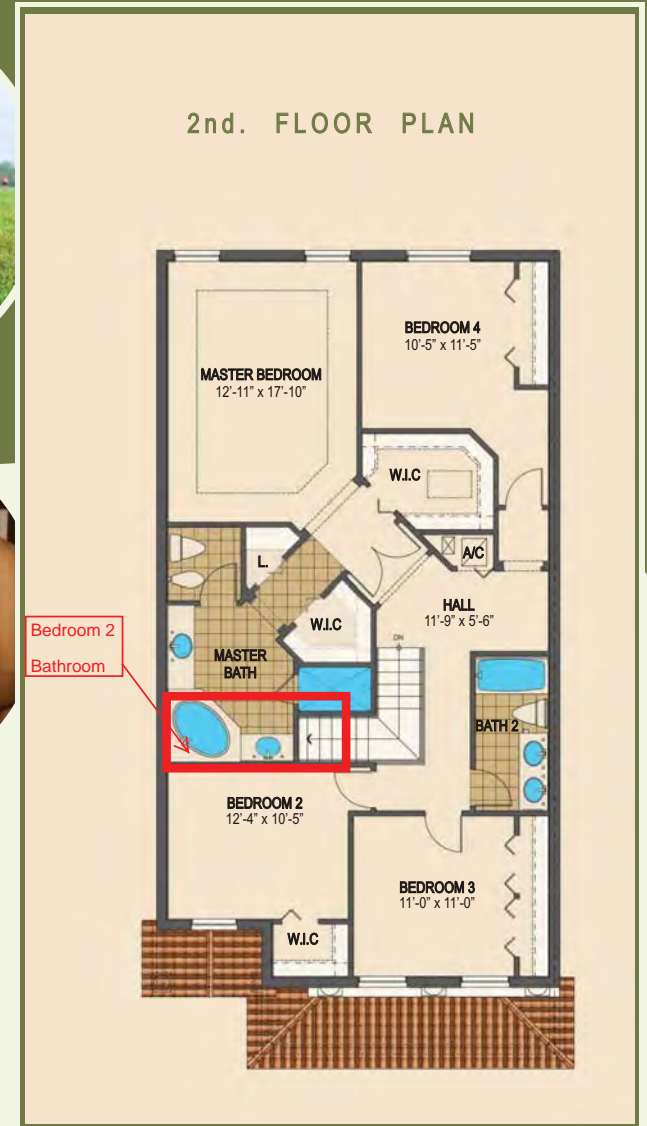 2nd. FLOOR PLAN
BEDROOM 4
10'-5" x 11'-5"
MASTER BEDROOM
12'-11" x 17'-10"
W.I.C
A/C
L.
HALL
11'-9" x 5'-6"
W.I.C
DN
Bedroom 2
Bathroom
MASTER
BATH
BATH 2
BEDROOM 2
12'-4" x 10'-5"
BEDROOM 3
11'-0" x 11'-0"
W.I.C